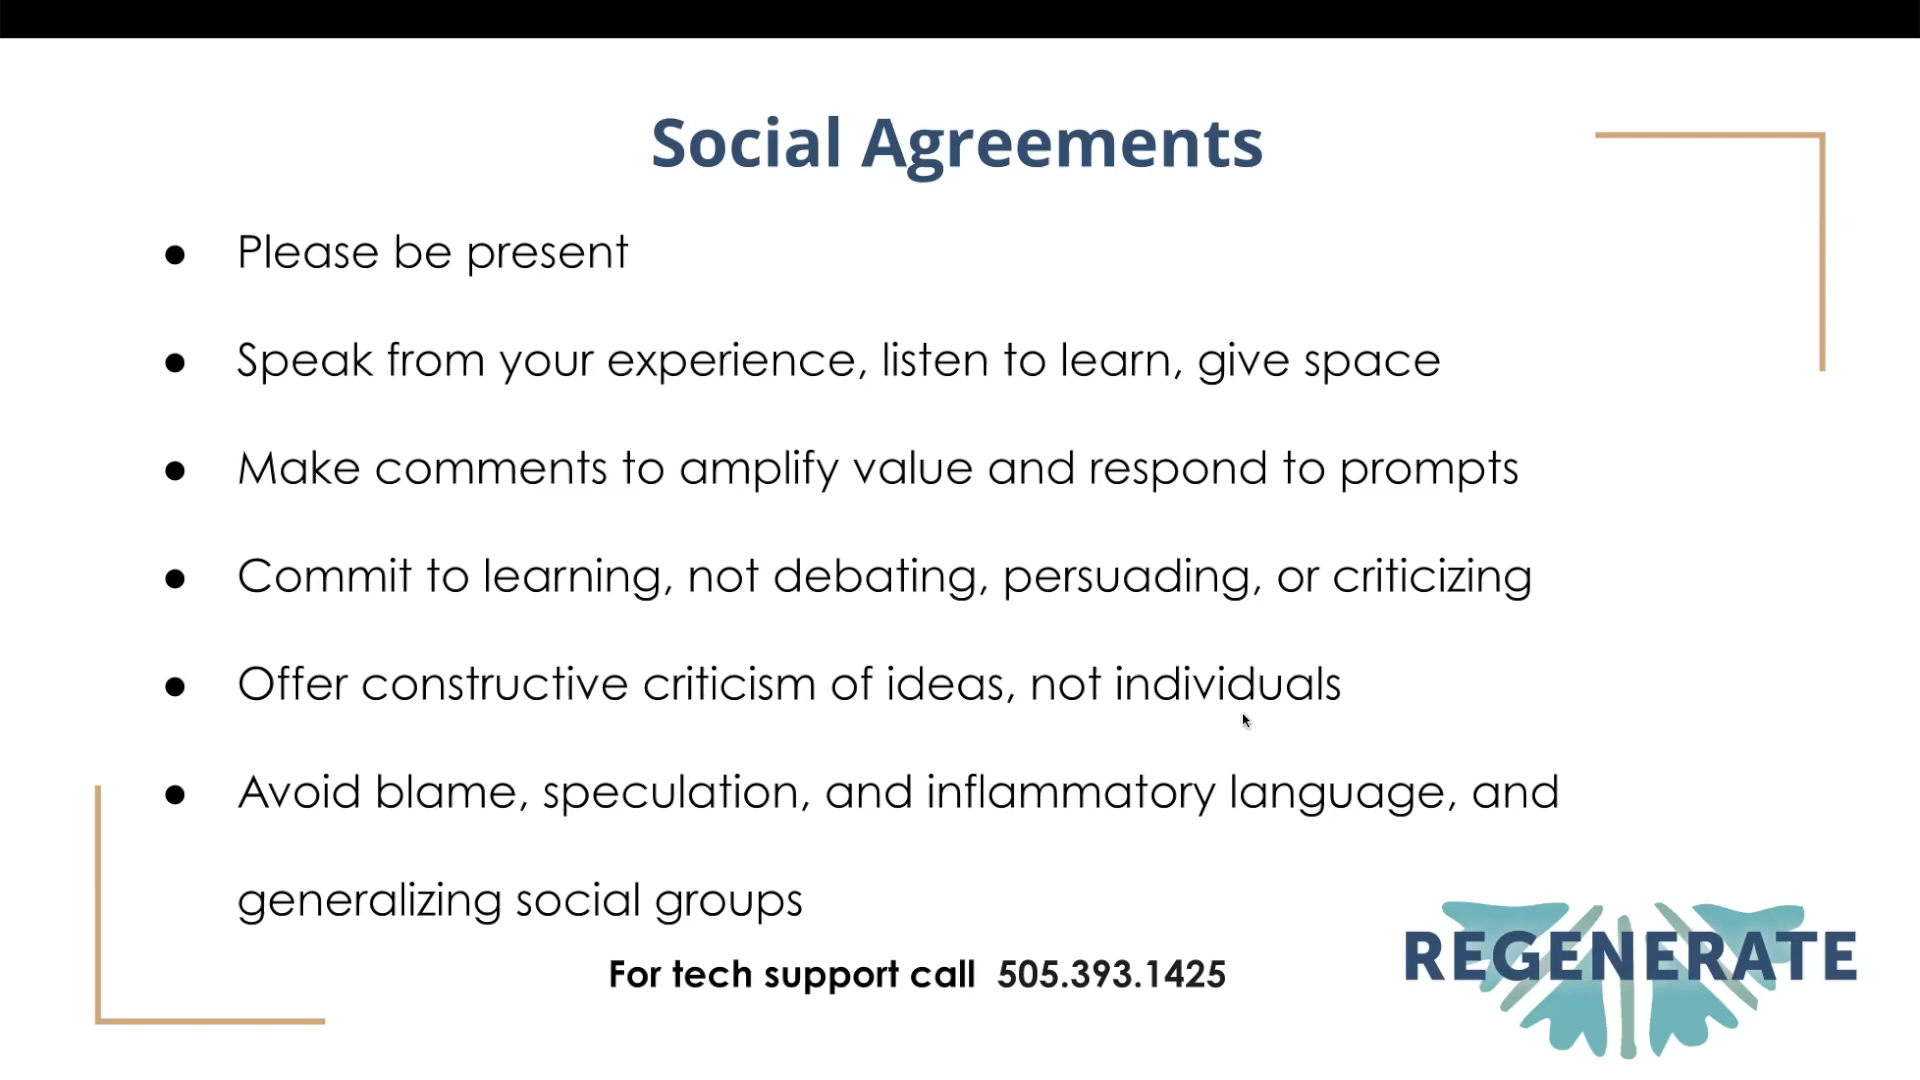 Social Agreements
● Please be present
● Speak from your experience, listen to learn, give space
● Make comments to amplify value and respond to prompts
● Commit to learning, not debating, persuading, or criticizing
● Offer constructive criticism of ideas, not individuals
● Avoid blame, speculation, and inflammatory language, and
generalizing social groups
For tech support call 505.393.1425
REGENERATE